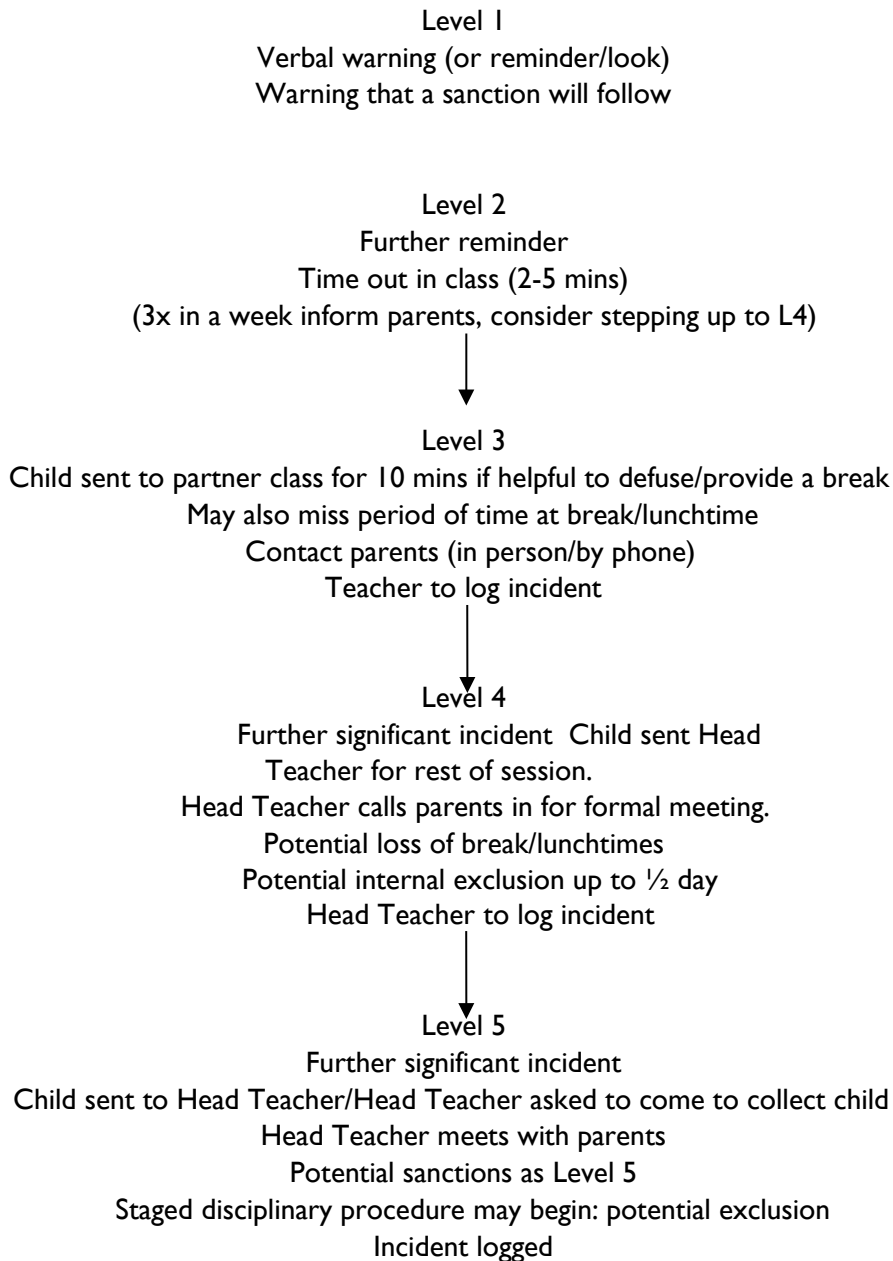 Level 1
Verbal warning (or reminder/look)
Warning that a sanction will follow
Level 2
Further reminder
Time out in class (2-5 mins)
(3x in a week inform parents, consider stepping up to L4)
Level 3
Child sent to partner class for 10 mins if helpful to defuse/provide a break
May also miss period of time at break/lunchtime
Contact parents (in person/by phone)
Teacher to log incident
Level 4
Further significant incident  Child sent Head
Teacher for rest of session.
Head Teacher calls parents in for formal meeting.
Potential loss of break/lunchtimes
Potential internal exclusion up to ½ day
Head Teacher to log incident
Level 5
Further significant incident
Child sent to Head Teacher/Head Teacher asked to come to collect child
Head Teacher meets with parents
Potential sanctions as Level 5
Staged disciplinary procedure may begin: potential exclusion
Incident logged